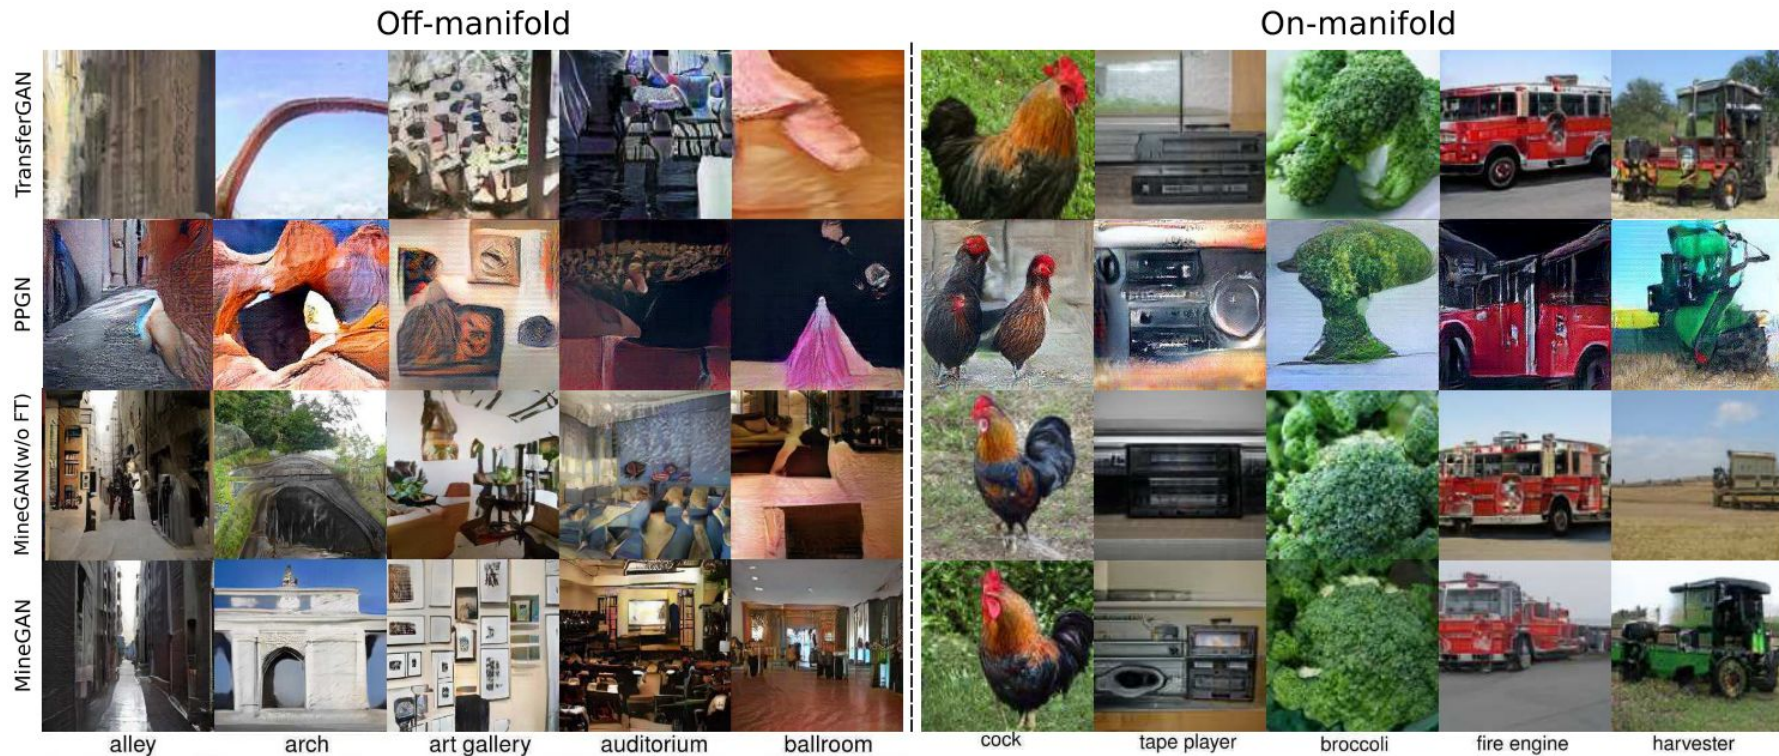 Off-manifold
On-manifold
TransferGAN
PPGN
MineGAN(w/o FT)
MineGAN
alley
arch
art gallery
auditorium
ballroom
cock
tape player
broccoli
fire engine
harvester